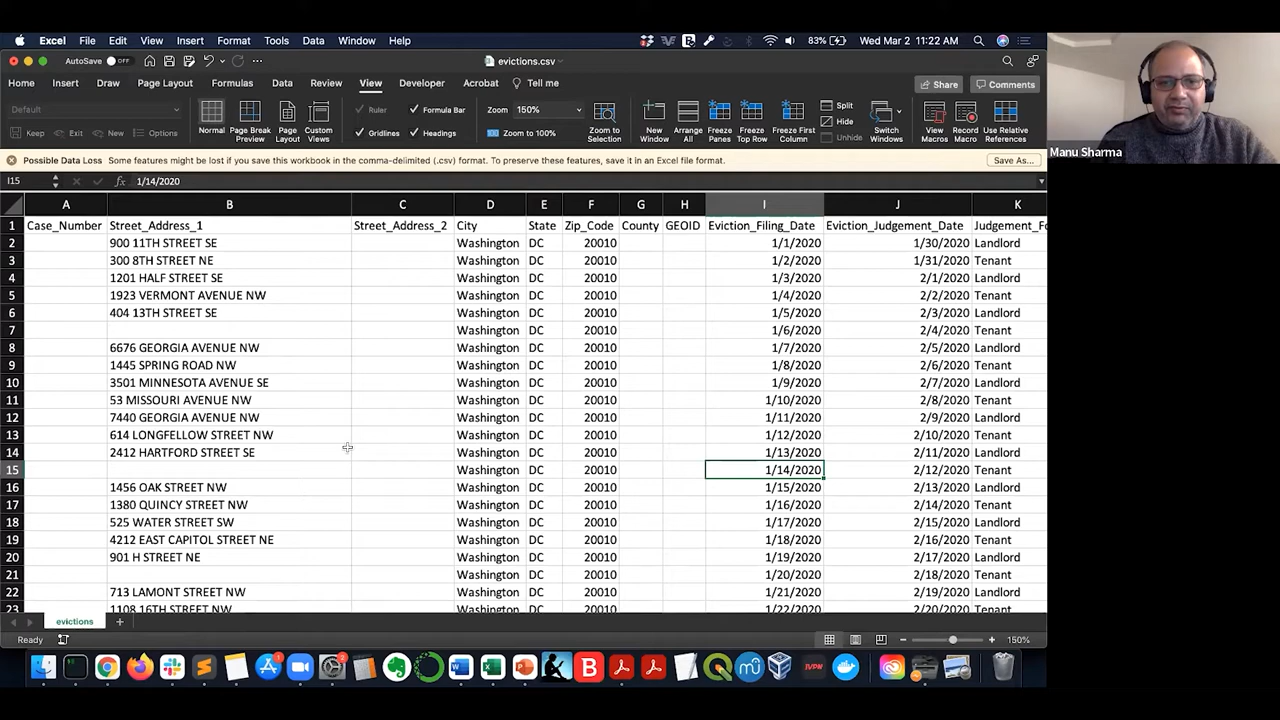 Excel File Edit View Insert Format Tools Data Window Help 83% Wed Mar 2 11:22 AM
AutoSave OFF evictions.csv
Home Insert Draw Page Layout Formulas Data Review View Developer Acrobat Tell me Share Comments
Default Ruler Formula Bar Zoom 150% Split
Keep Exit New Options Gridlines Headings Zoom to 100% Hide Unhide
Normal Page Break Preview Page Layout Custom Views Zoom to Selection New Window Arrange All Freeze Panes Freeze Top Row Freeze First Column Switch Windows View Macros Record Macro Use Relative References
Manu Sharma
Possible Data Loss Some features might be lost if you save this workbook in the comma-delimited (.csv) format. To preserve these features, save it in an Excel file format. Save As...
I15 fx 1/14/2020
A B C D E F G H I J K
1 Case_Number Street_Address_1 Street_Address_2 City State Zip_Code County GEOID Eviction_Filing_Date Eviction_Judgement_Date Judgement_Fo
2 900 11TH STREET SE Washington DC 20010 1/1/2020 1/30/2020 Landlord
3 300 8TH STREET NE Washington DC 20010 1/2/2020 1/31/2020 Tenant
4 1201 HALF STREET SE Washington DC 20010 1/3/2020 2/1/2020 Landlord
5 1923 VERMONT AVENUE NW Washington DC 20010 1/4/2020 2/2/2020 Tenant
6 404 13TH STREET SE Washington DC 20010 1/5/2020 2/3/2020 Landlord
7 Washington DC 20010 1/6/2020 2/4/2020 Tenant
8 6676 GEORGIA AVENUE NW Washington DC 20010 1/7/2020 2/5/2020 Landlord
9 1445 SPRING ROAD NW Washington DC 20010 1/8/2020 2/6/2020 Tenant
10 3501 MINNESOTA AVENUE SE Washington DC 20010 1/9/2020 2/7/2020 Landlord
11 53 MISSOURI AVENUE NW Washington DC 20010 1/10/2020 2/8/2020 Tenant
12 7440 GEORGIA AVENUE NW Washington DC 20010 1/11/2020 2/9/2020 Landlord
13 614 LONGFELLOW STREET NW Washington DC 20010 1/12/2020 2/10/2020 Tenant
14 2412 HARTFORD STREET SE Washington DC 20010 1/13/2020 2/11/2020 Landlord
15 Washington DC 20010 1/14/2020 2/12/2020 Tenant
16 1456 OAK STREET NW Washington DC 20010 1/15/2020 2/13/2020 Landlord
17 1380 QUINCY STREET NW Washington DC 20010 1/16/2020 2/14/2020 Tenant
18 525 WATER STREET SW Washington DC 20010 1/17/2020 2/15/2020 Landlord
19 4212 EAST CAPITOL STREET NE Washington DC 20010 1/18/2020 2/16/2020 Tenant
20 901 H STREET NE Washington DC 20010 1/19/2020 2/17/2020 Landlord
21 Washington DC 20010 1/20/2020 2/18/2020 Tenant
22 713 LAMONT STREET NW Washington DC 20010 1/21/2020 2/19/2020 Landlord
23 1108 16TH STREET NW Washington DC 20010 1/22/2020 2/20/2020 Tenant
evictions
Ready 150%